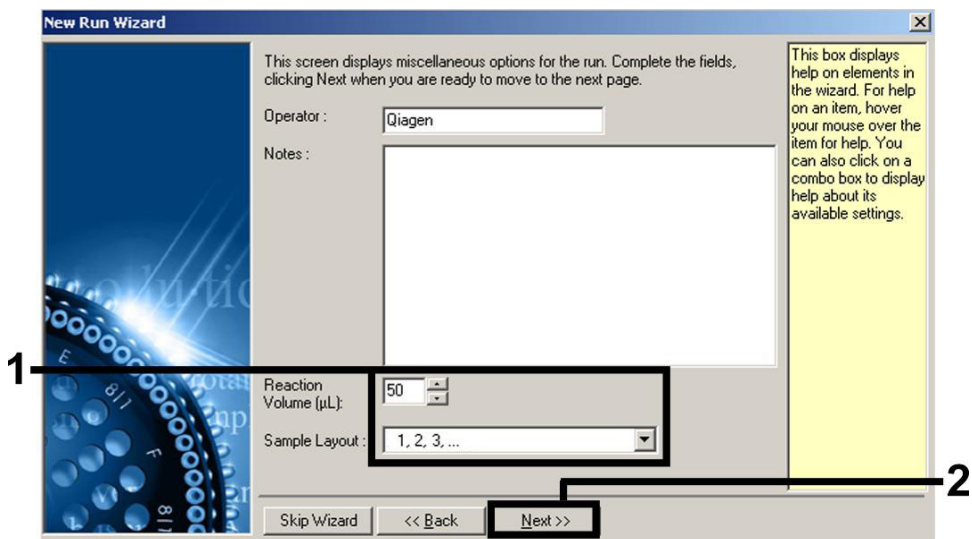 New Run Wizard
This screen displays miscellaneous options for the run. Complete the fields,
clicking Next when you are ready to move to the next page.
Operator :
Qiagen
Notes :
Reaction
Volume (µL):
50
Sample Layout :
1, 2, 3, ...
Skip Wizard
<< Back
Next >>
This box displays
help on elements in
the wizard. For help
on an item, hover
your mouse over the
item for help. You
can also click on a
combo box to display
help about its
available settings.
1
2
E
8|1
F
8|1